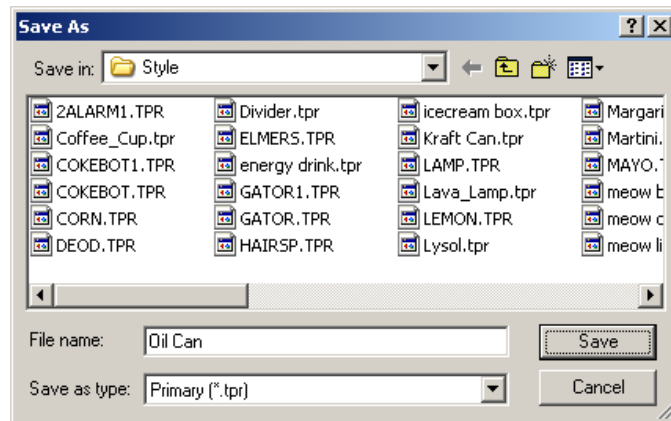 Save As
Save in: Style
2ALARM1.TPR Divider.tpr icecream box.tpr Margari
Coffee_Cup.tpr ELMERS.TPR Kraft Can.tpr Martini.
COKEBOT1.TPR energy drink.tpr LAMP.TPR MAYO.
COKEBOT.TPR GATOR1.TPR Lava_Lamp.tpr meow b
CORN.TPR GATOR.TPR LEMON.TPR meow c
DEOD.TPR HAIRSP.TPR Lysol.tpr meow li
File name: Oil Can Save
Save as type: Primary (*.tpr) Cancel